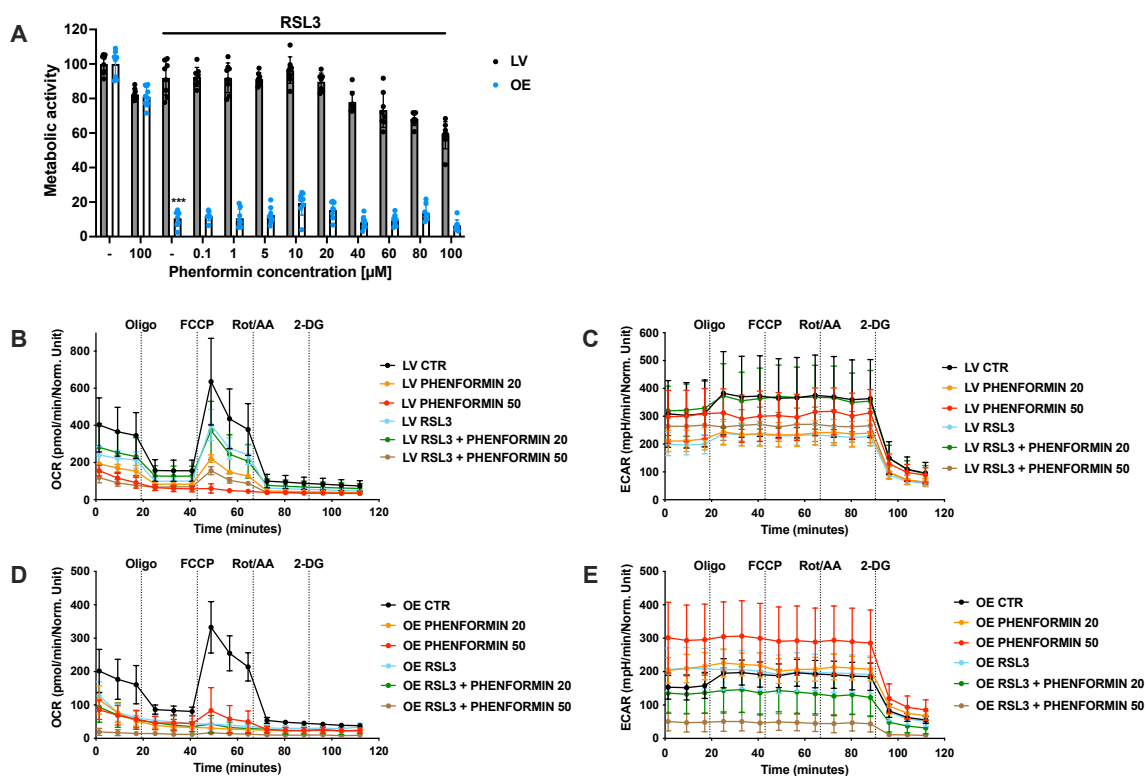 A
RSL3
LV
OE
Metabolic activity
120
100
80
60
40
20
0
***
- 100 - 0.1 1 5 10 20 40 60 80 100
Phenformin concentration [µM]
B
Oligo FCCP Rot/AA 2-DG
OCR (pmol/min/Norm. Unit)
800
600
400
200
0
0 20 40 60 80 100 120
Time (minutes)
LV CTR
LV PHENFORMIN 20
LV PHENFORMIN 50
LV RSL3
LV RSL3 + PHENFORMIN 20
LV RSL3 + PHENFORMIN 50
C
Oligo FCCP Rot/AA 2-DG
ECAR (mpH/min/Norm. Unit)
600
500
400
300
200
100
0
0 20 40 60 80 100 120
Time (minutes)
LV CTR
LV PHENFORMIN 20
LV PHENFORMIN 50
LV RSL3
LV RSL3 + PHENFORMIN 20
LV RSL3 + PHENFORMIN 50
D
Oligo FCCP Rot/AA 2-DG
OCR (pmol/min/Norm. Unit)
500
400
300
200
100
0
0 20 40 60 80 100 120
Time (minutes)
OE CTR
OE PHENFORMIN 20
OE PHENFORMIN 50
OE RSL3
OE RSL3 + PHENFORMIN 20
OE RSL3 + PHENFORMIN 50
E
Oligo FCCP Rot/AA 2-DG
ECAR (mpH/min/Norm. Unit)
500
400
300
200
100
0
0 20 40 60 80 100 120
Time (minutes)
OE CTR
OE PHENFORMIN 20
OE PHENFORMIN 50
OE RSL3
OE RSL3 + PHENFORMIN 20
OE RSL3 + PHENFORMIN 50